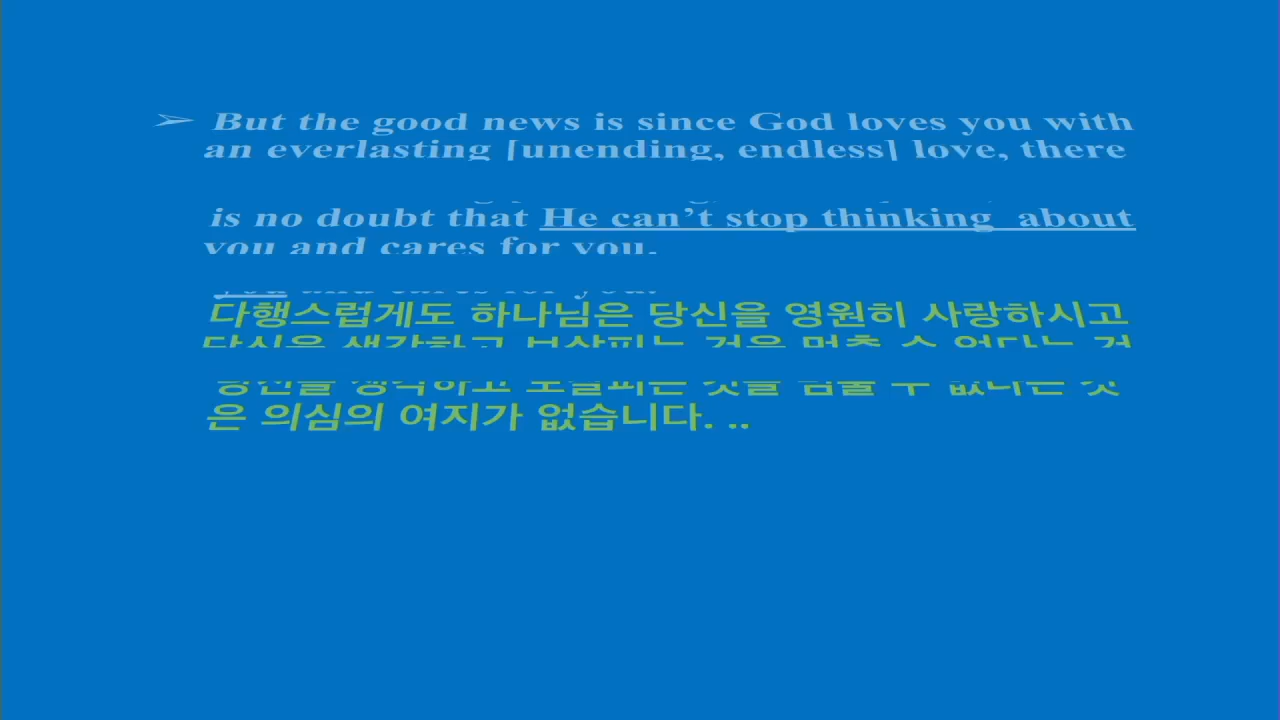 ➢ But the good news is since God loves you with
an everlasting [unending, endless] love, there
is no doubt that He can’t stop thinking about
you and cares for you.
다행스럽게도 하나님은 당신을 영원히 사랑하시고
당신을 생각하고 보살피는 것을 멈출 수 없다는 것
은 의심의 여지가 없습니다. ..